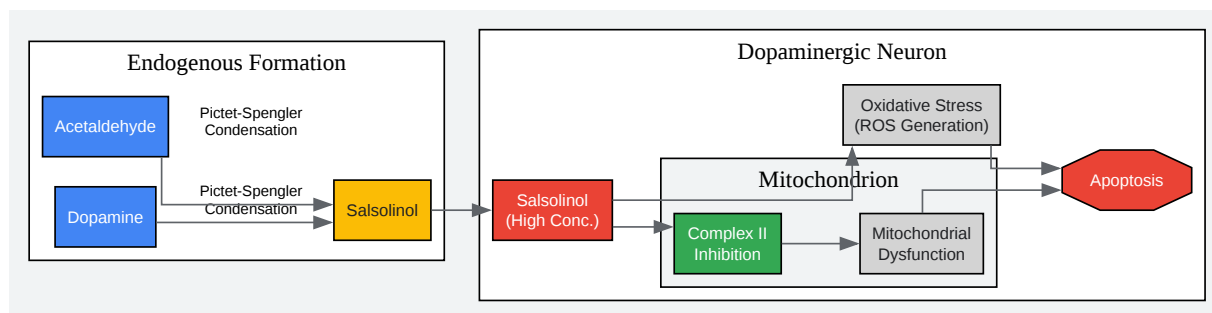 Endogenous Formation
Acetaldehyde
Pictet-Spengler
Condensation
Dopamine
Pictet-Spengler
Condensation
Salsolinol
Dopaminergic Neuron
Salsolinol
(High Conc.)
Oxidative Stress
(ROS Generation)
Mitochondrion
Complex II
Inhibition
Mitochondrial
Dysfunction
Apoptosis